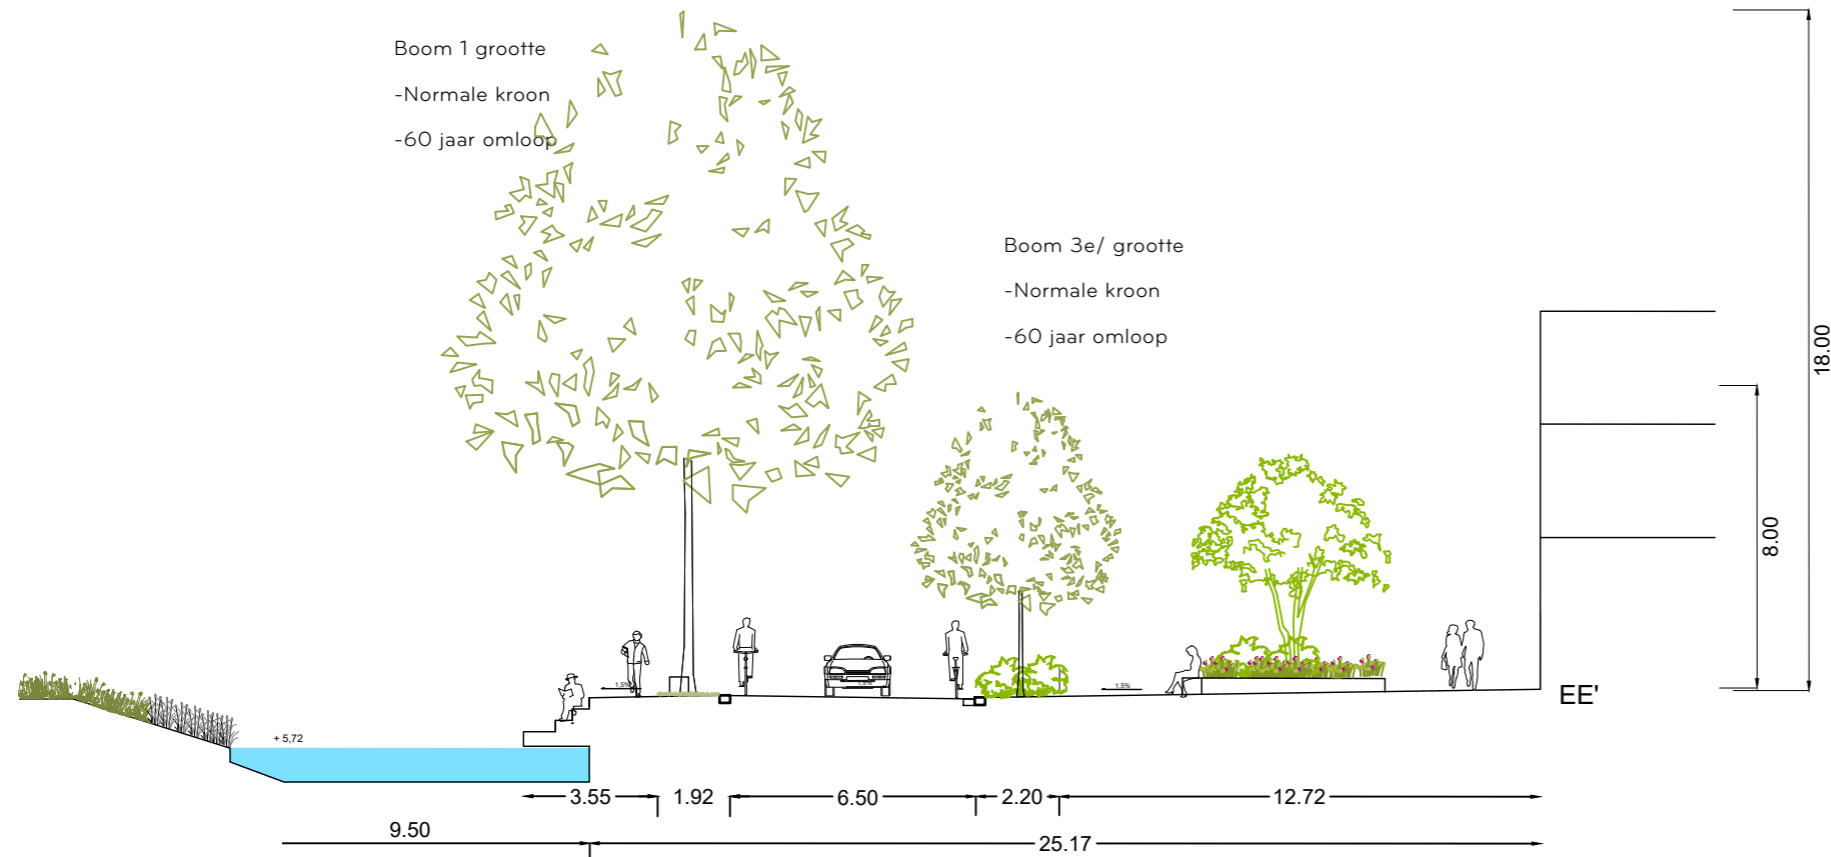 Boom 1 grootte
-Normale kroon
-60 jaar omloop
Boom 3e/ grootte
-Normale kroon
-60 jaar omloop
18.00
8.00
1,5%
1,5%
1,5%
EE'
+ 5,72
3.55
1.92
6.50
2.20
12.72
9.50
25.17